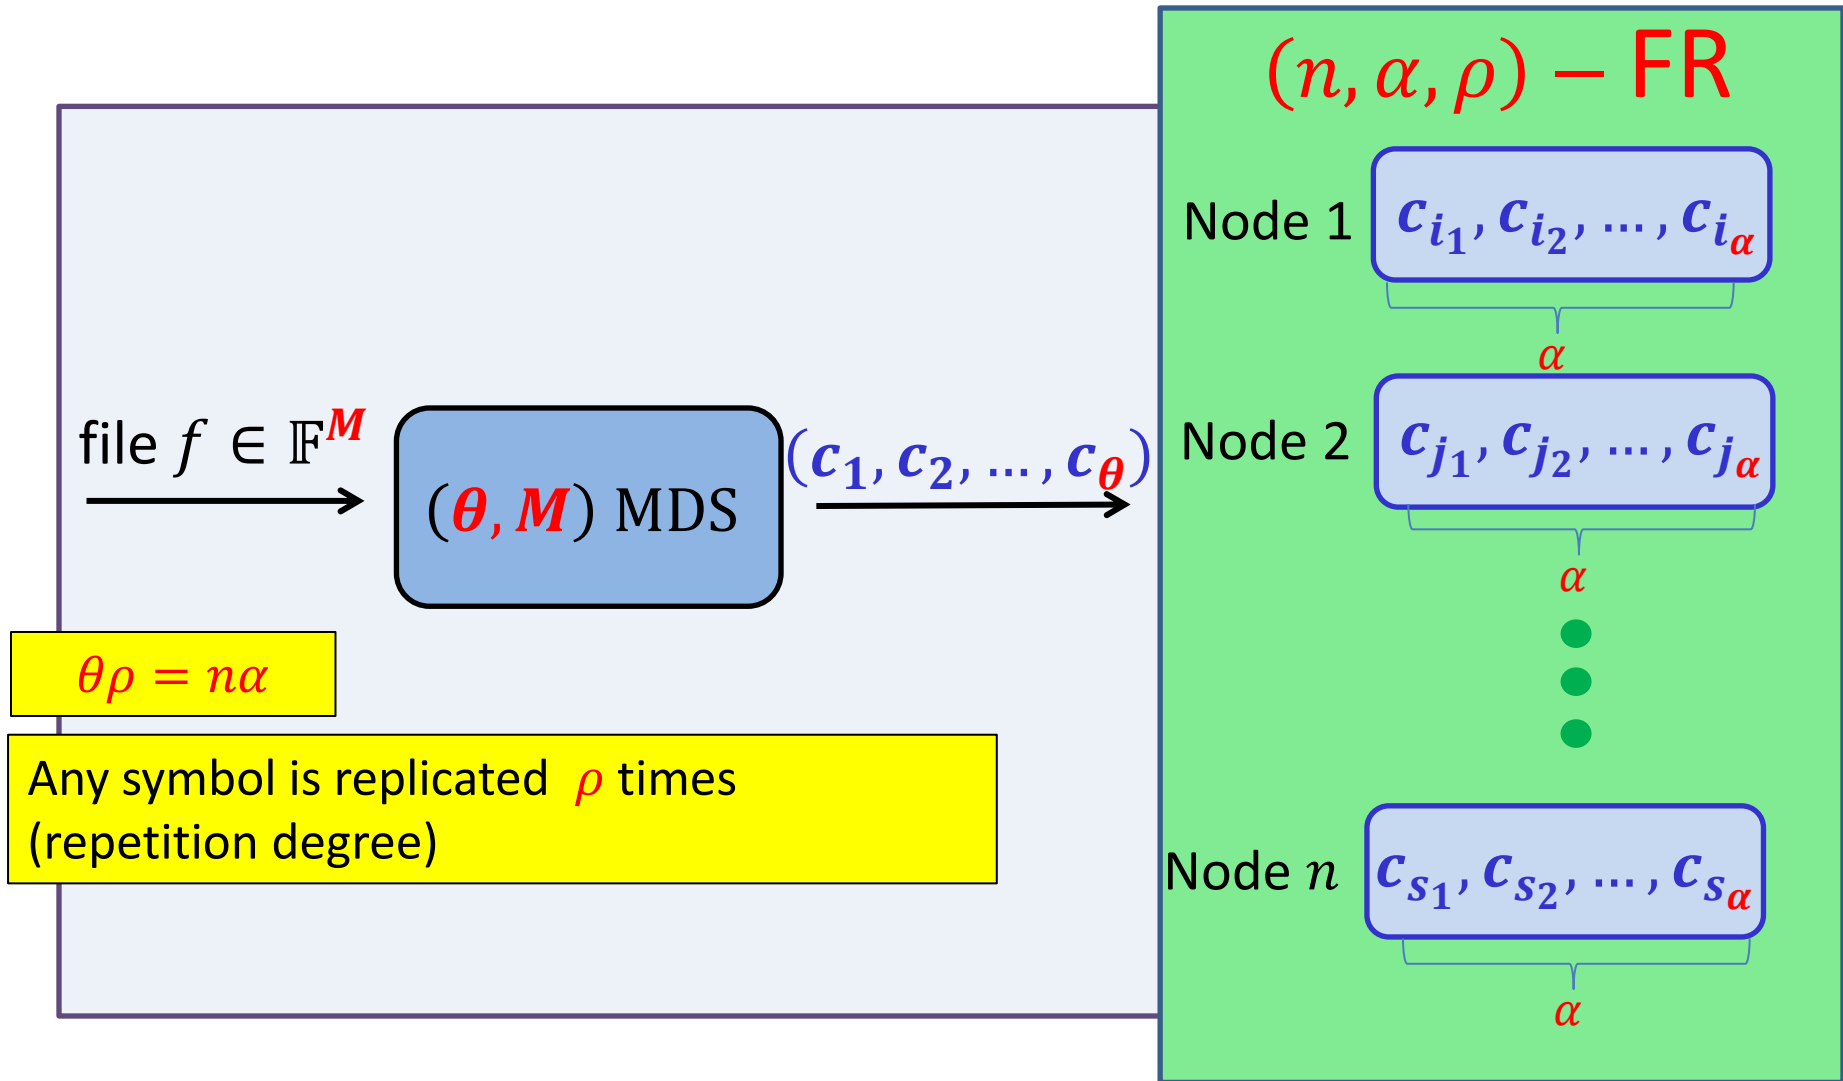 (n, α, ρ) − FR
Node 1
c_{i_1}, c_{i_2}, … , c_{i_α}
α
file f ∈ 𝔽^M
(θ, M) MDS
(c_1, c_2, … , c_θ)
Node 2
c_{j_1}, c_{j_2}, … , c_{j_α}
α
θρ = nα
Any symbol is replicated ρ times
(repetition degree)
Node n
c_{s_1}, c_{s_2}, … , c_{s_α}
α